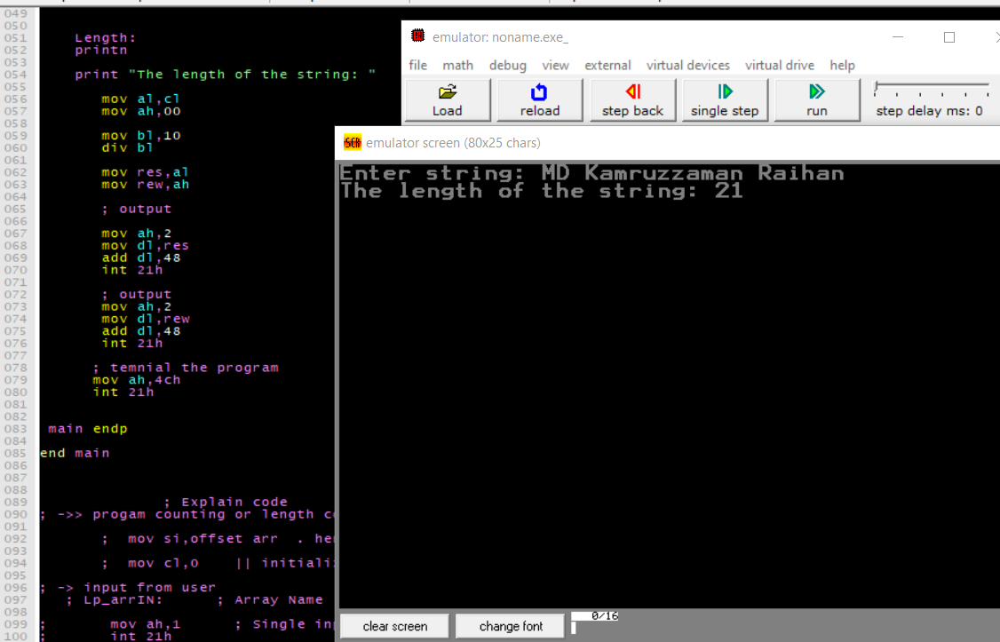 049
050
051 Length:
052 printn
053
054 print "The length of the string: "
055
056 mov al,cl
057 mov ah,00
058
059 mov bl,10
060 div bl
061
062 mov res,al
063 mov rew,ah
064
065 ; output
066
067 mov ah,2
068 mov dl,res
069 add dl,48
070 int 21h
071
072 ; output
073 mov ah,2
074 mov dl,rew
075 add dl,48
076 int 21h
077
078 ; temnial the program
079 mov ah,4ch
080 int 21h
081
082
083 main endp
084
085 end main
086
087
088
089 ; Explain code
090 ; ->> progam counting or length c
091
092 ; mov si,offset arr . he
093
094 ; mov cl,0 || initiali
095
096 ; -> input from user
097 ; Lp_arrIN: ; Array Name
098
099 ; mov ah,1 ; Single in
100 ; int 21h
emulator: noname.exe_
file math debug view external virtual devices virtual drive help
Load reload step back single step run step delay ms: 0
SCR emulator screen (80x25 chars)
Enter string: MD Kamruzzaman Raihan
The length of the string: 21
clear screen change font 0/16